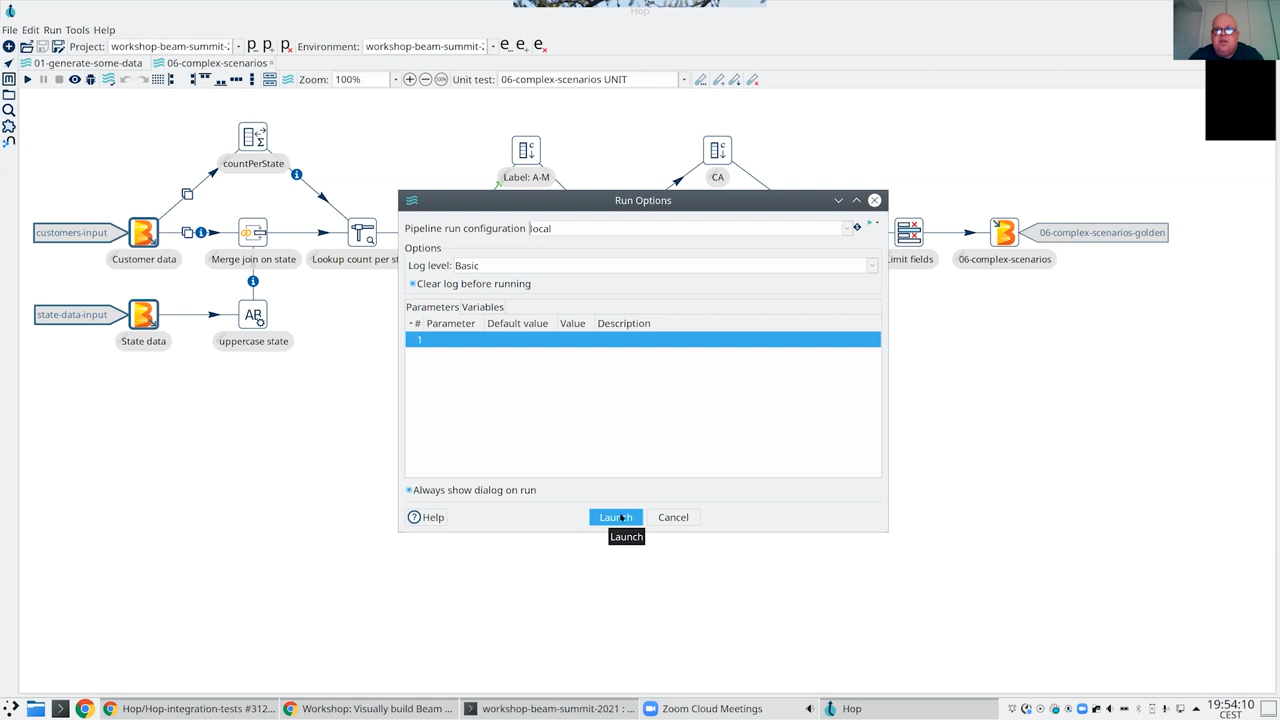 Hop
File Edit Run Tools Help
Project: workshop-beam-summit-2 Environment: workshop-beam-summit-
01-generate-some-data 06-complex-scenarios
Zoom: 100% Unit test: 06-complex-scenarios UNIT
countPerState
Label: A-M
CA
Run Options
Pipeline run configuration local
Options
Log level: Basic
Clear log before running
Parameters Variables
# Parameter Default value Value Description
1
Always show dialog on run
Help Launch Cancel
Launch
customers-input
Customer data
Merge join on state
Lookup count per st
imit fields
06-complex-scenarios
06-complex-scenarios-golden
state-data-input
AB
State data
uppercase state
Hop/Hop-integration-tests #312... Workshop: Visually build Beam ... workshop-beam-summit-2021 : ... Zoom Cloud Meetings Hop
19:54:10
CEST